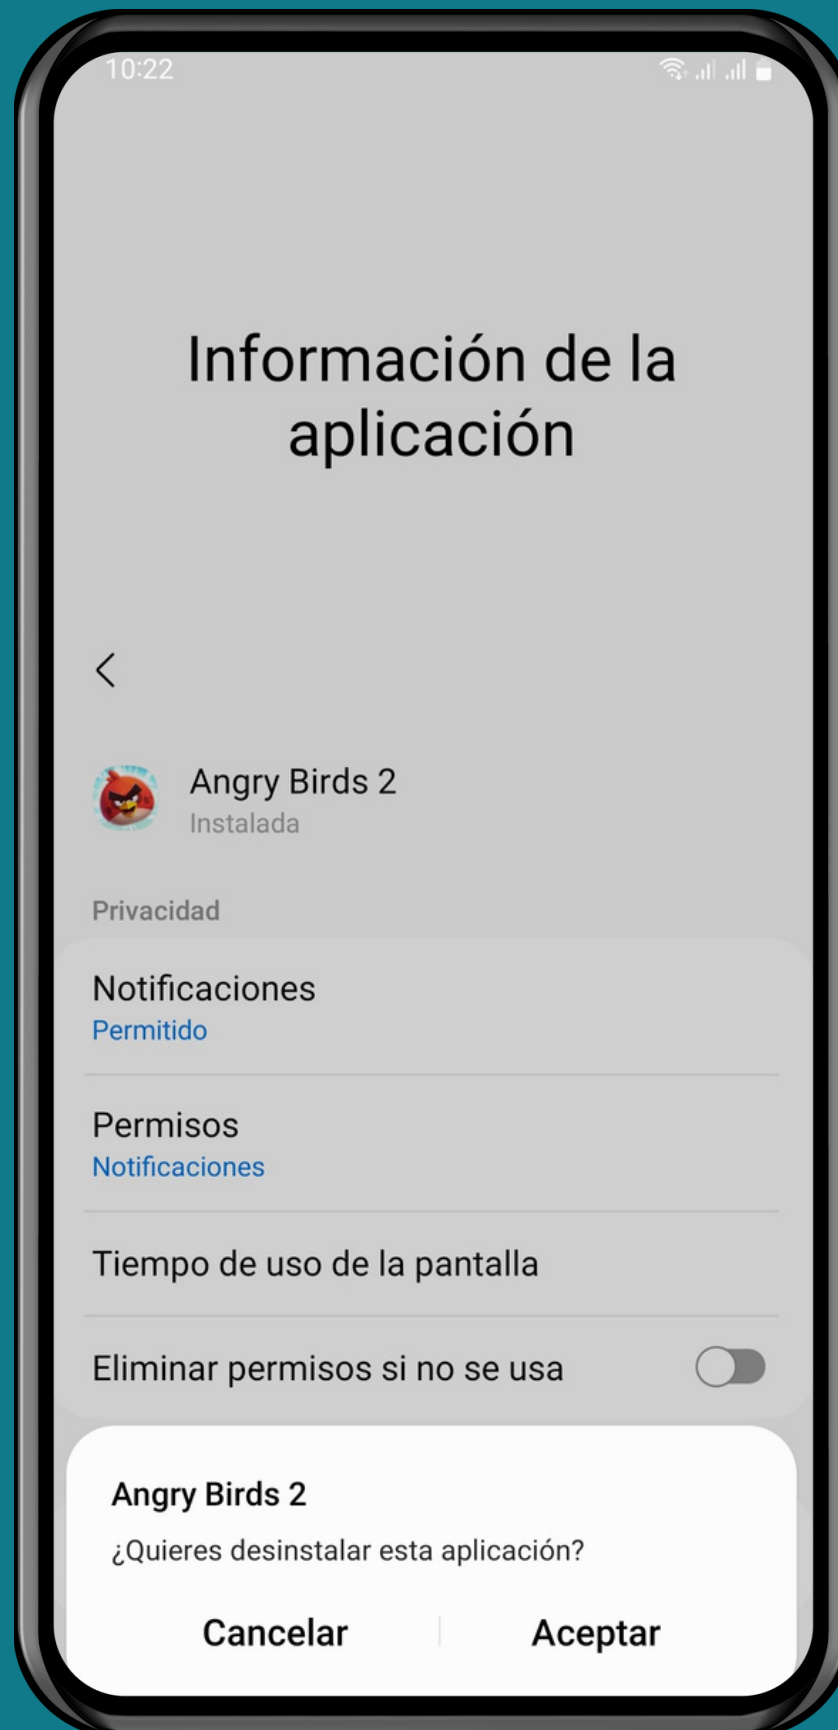 10:22
Información de la
aplicación
Angry Birds 2
Instalada
Privacidad
Notificaciones
Permitido
Permisos
Notificaciones
Tiempo de uso de la pantalla
Eliminar permisos si no se usa
Angry Birds 2
¿Quieres desinstalar esta aplicación?
Cancelar
Aceptar